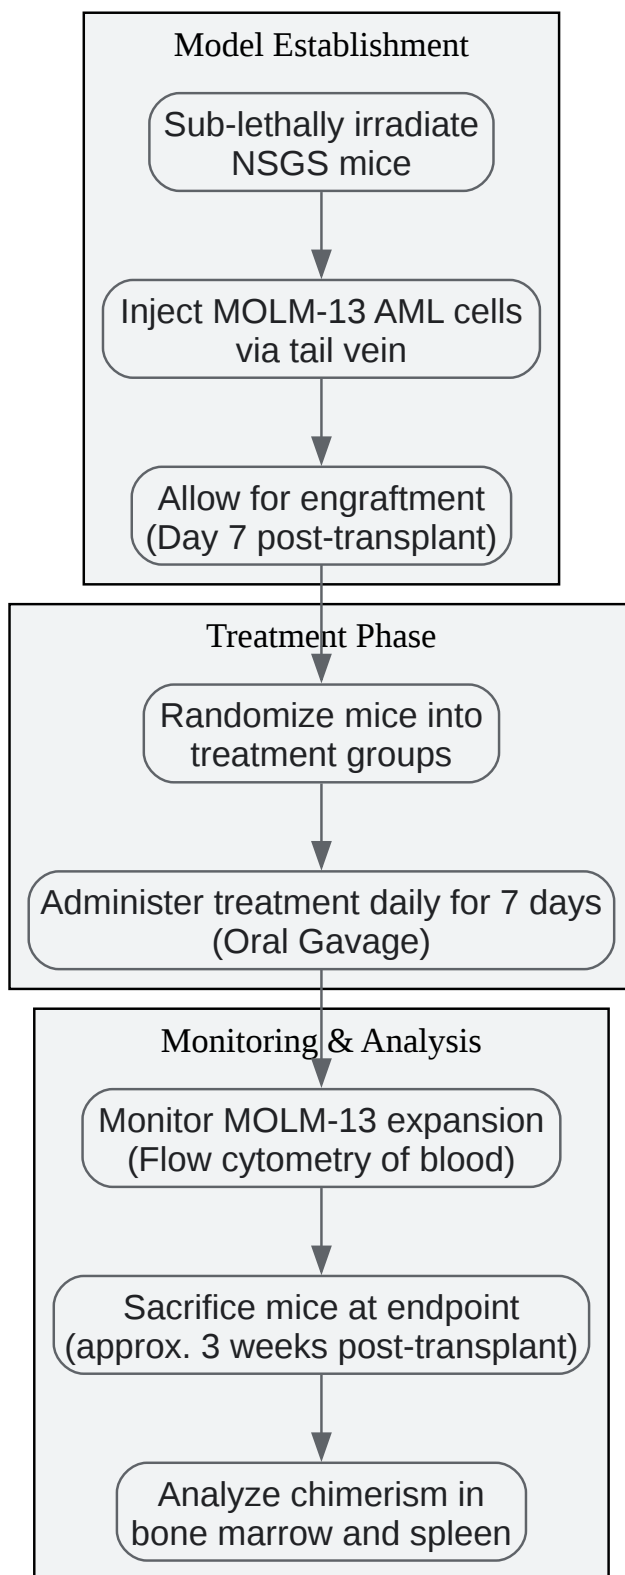 Model Establishment
Sub-lethally irradiate
NSGS mice
Inject MOLM-13 AML cells
via tail vein
Allow for engraftment
(Day 7 post-transplant)
Treatment Phase
Randomize mice into
treatment groups
Administer treatment daily for 7 days
(Oral Gavage)
Monitoring & Analysis
Monitor MOLM-13 expansion
(Flow cytometry of blood)
Sacrifice mice at endpoint
(approx. 3 weeks post-transplant)
Analyze chimerism in
bone marrow and spleen